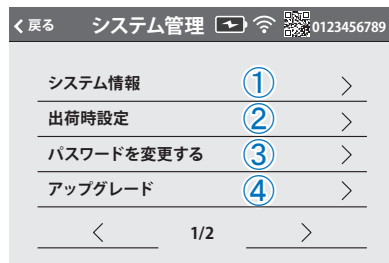 戻る システム管理 0123456789
システム情報 ①
出荷時設定 ②
パスワードを変更する ③
アップグレード ④
1/2